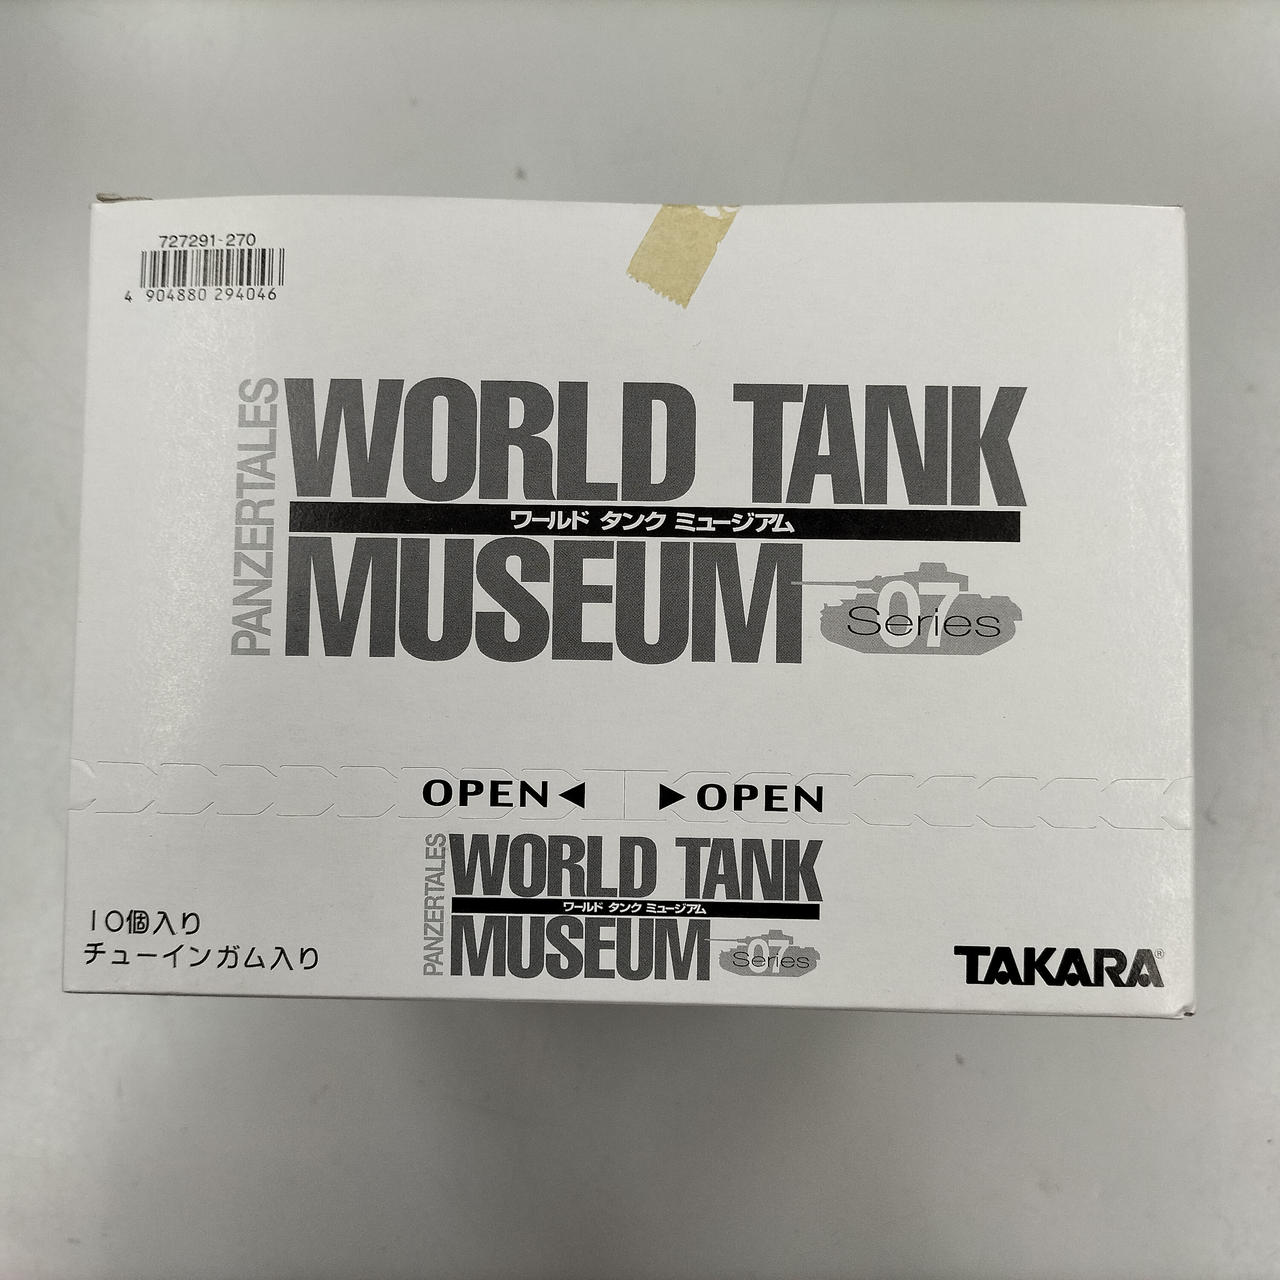 727291-270
4 904880 294046
PANZERTALES
WORLD TANK
ワールド タンク ミュージアム
MUSEUM
07
Series
OPEN◀ ▶OPEN
PANZERTALES
WORLD TANK
ワールド タンク ミュージアム
MUSEUM
07
Series
10個入り
チューインガム入り
TAKARA®